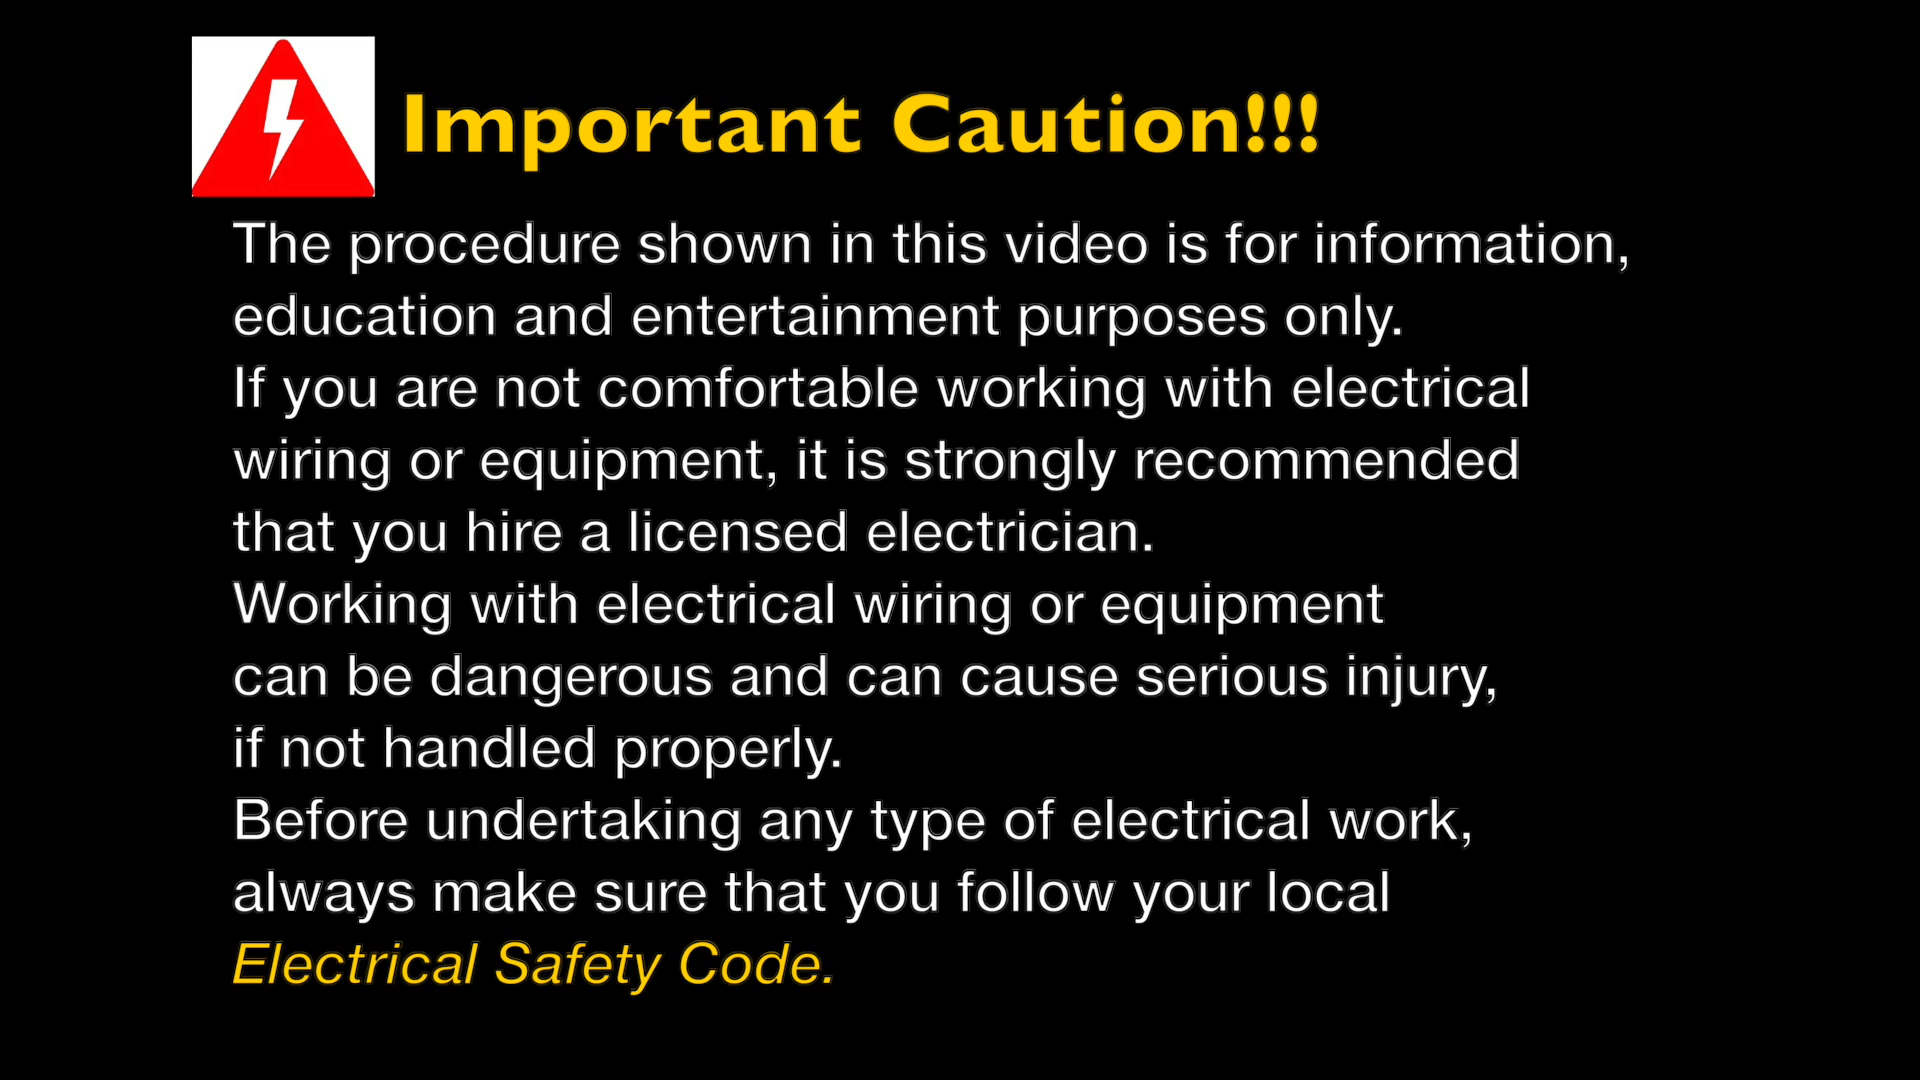 Important Caution!!!
The procedure shown in this video is for information,
education and entertainment purposes only.
If you are not comfortable working with electrical
wiring or equipment, it is strongly recommended
that you hire a licensed electrician.
Working with electrical wiring or equipment
can be dangerous and can cause serious injury,
if not handled properly.
Before undertaking any type of electrical work,
always make sure that you follow your local
Electrical Safety Code.